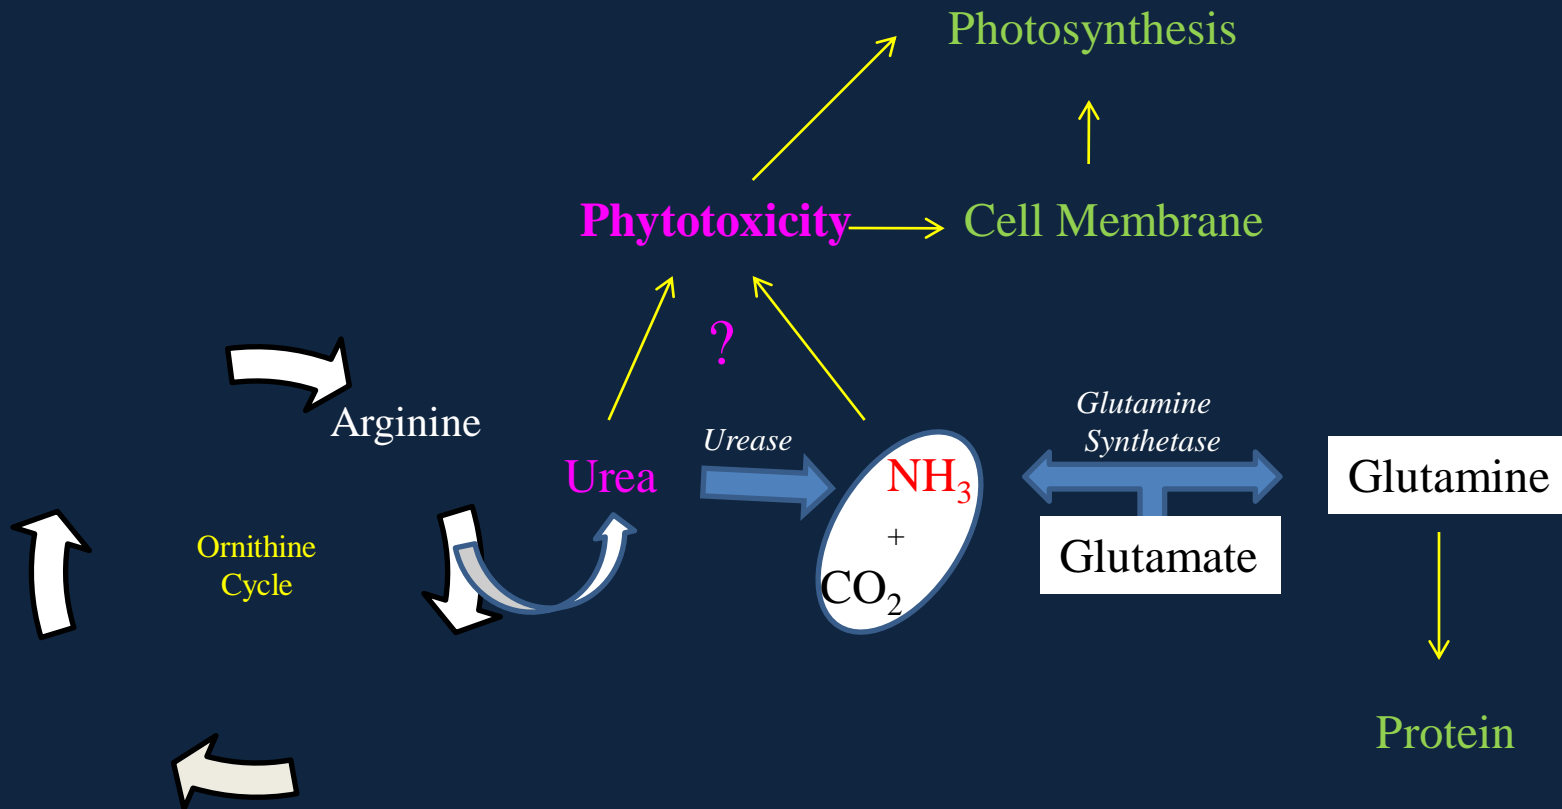 Photosynthesis
Phytotoxicity
Cell Membrane
?
Arginine
Urea
Urease
NH₃
+
CO₂
Glutamine
Synthetase
Glutamate
Glutamine
Ornithine
Cycle
Protein